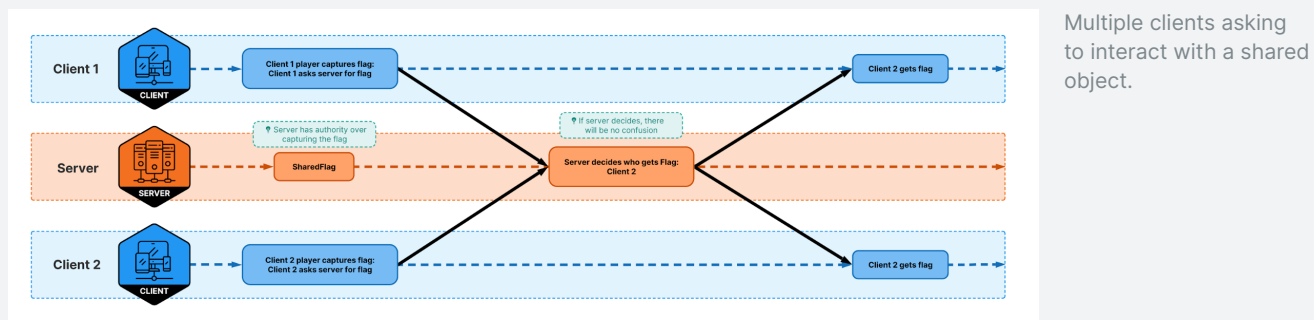 Client 1
CLIENT
Client 1 player captures flag:
Client 1 asks server for flag
Client 2 gets flag
Server
SERVER
Server has authority over
capturing the flag
SharedFlag
If server decides, there
will be no confusion
Server decides who gets Flag:
Client 2
Client 2
CLIENT
Client 2 player captures flag:
Client 2 asks server for flag
Client 2 gets flag
Multiple clients asking
to interact with a shared
object.